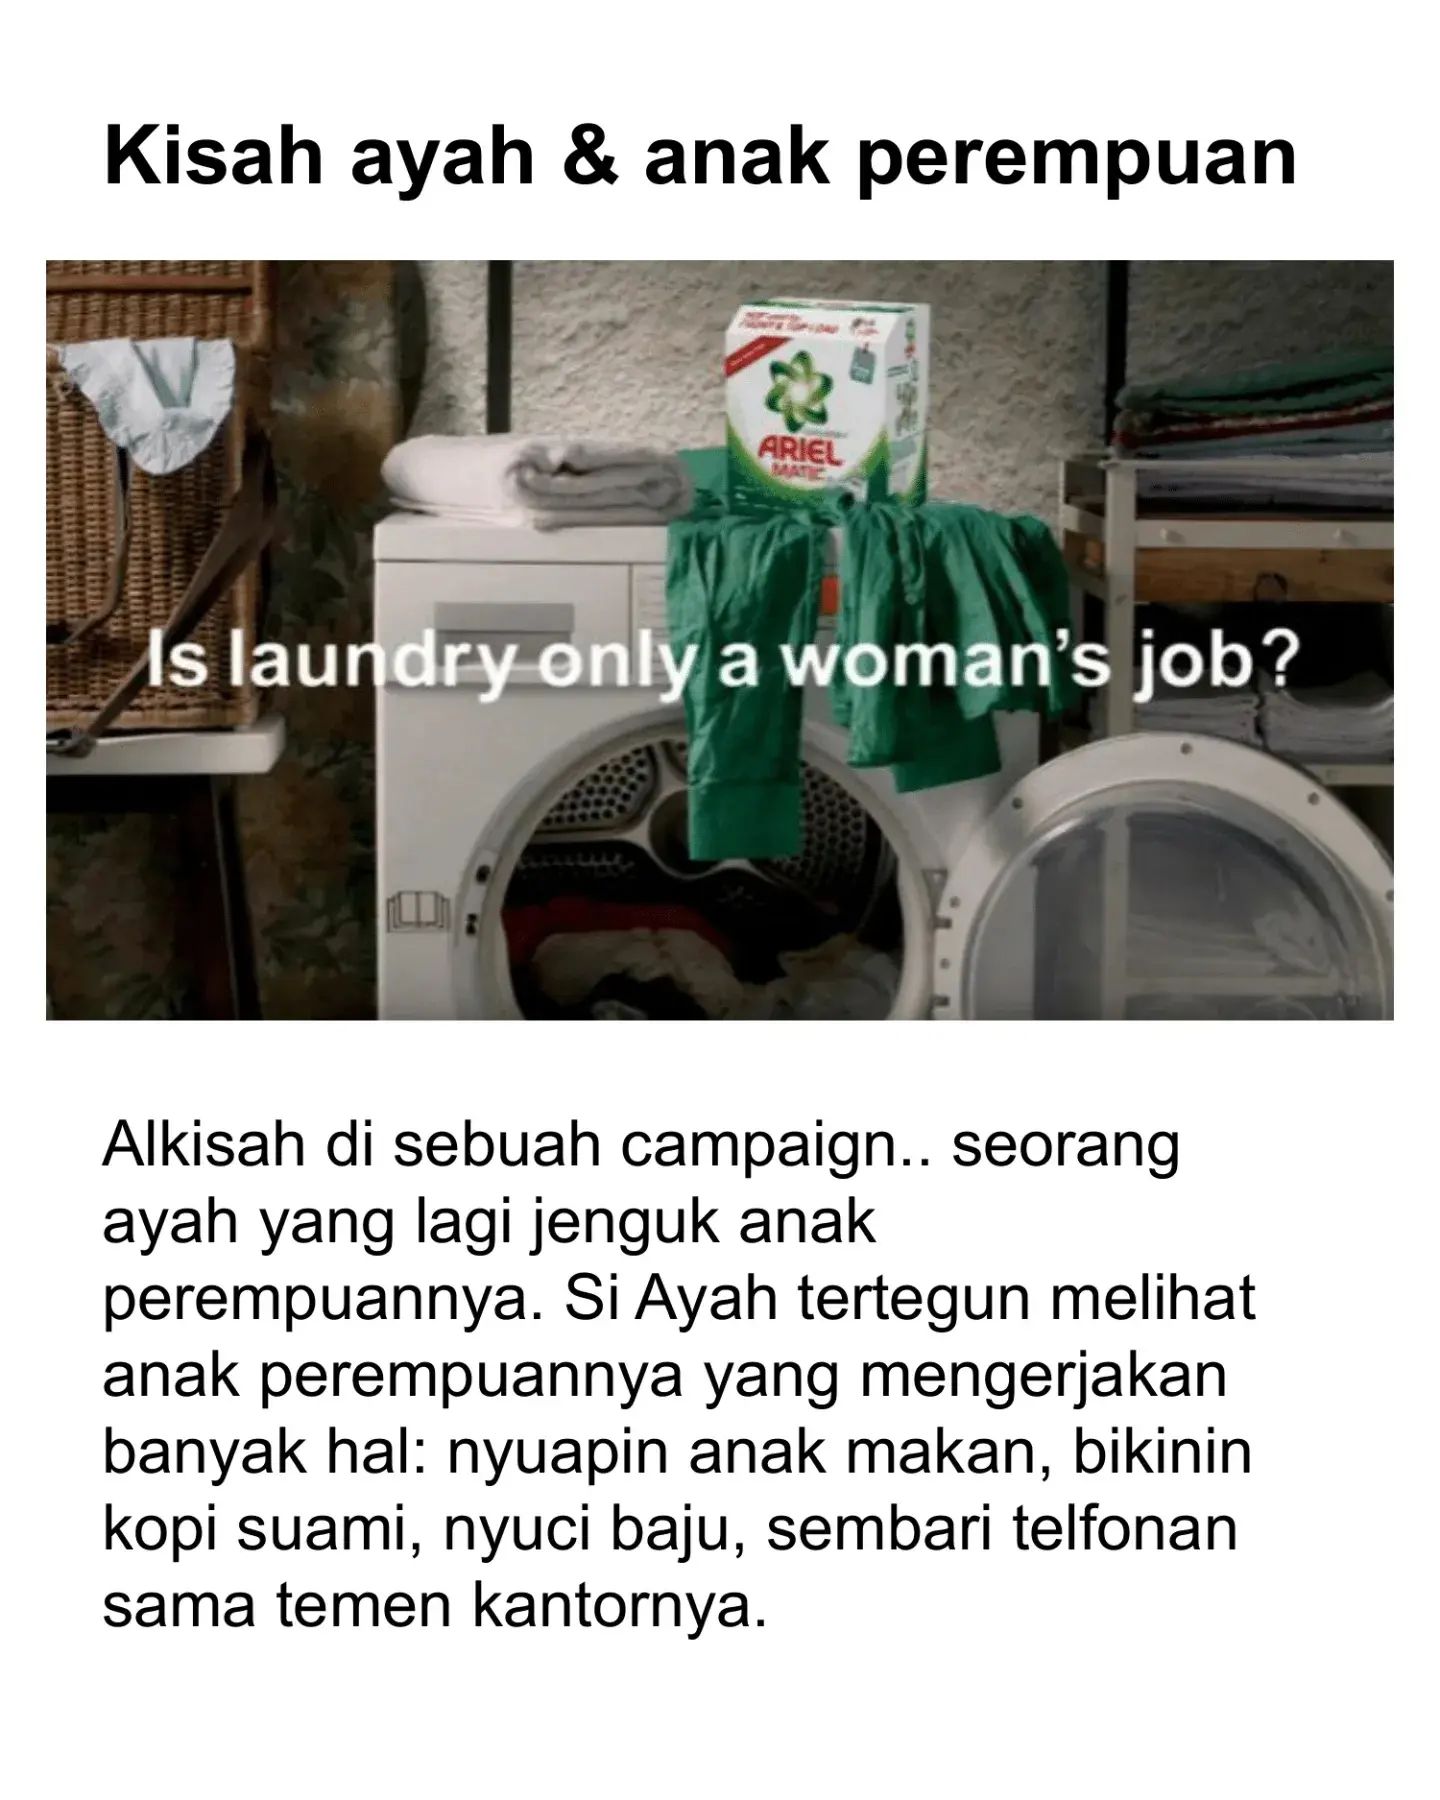 Kisah ayah & anak perempuan
ARIEL
MATIC
Is laundry only a woman's job?
Alkisah di sebuah campaign.. seorang
ayah yang lagi jenguk anak
perempuannya. Si Ayah tertegun melihat
anak perempuannya yang mengerjakan
banyak hal: nyuapin anak makan, bikinin
kopi suami, nyuci baju, sembari telfonan
sama temen kantornya.